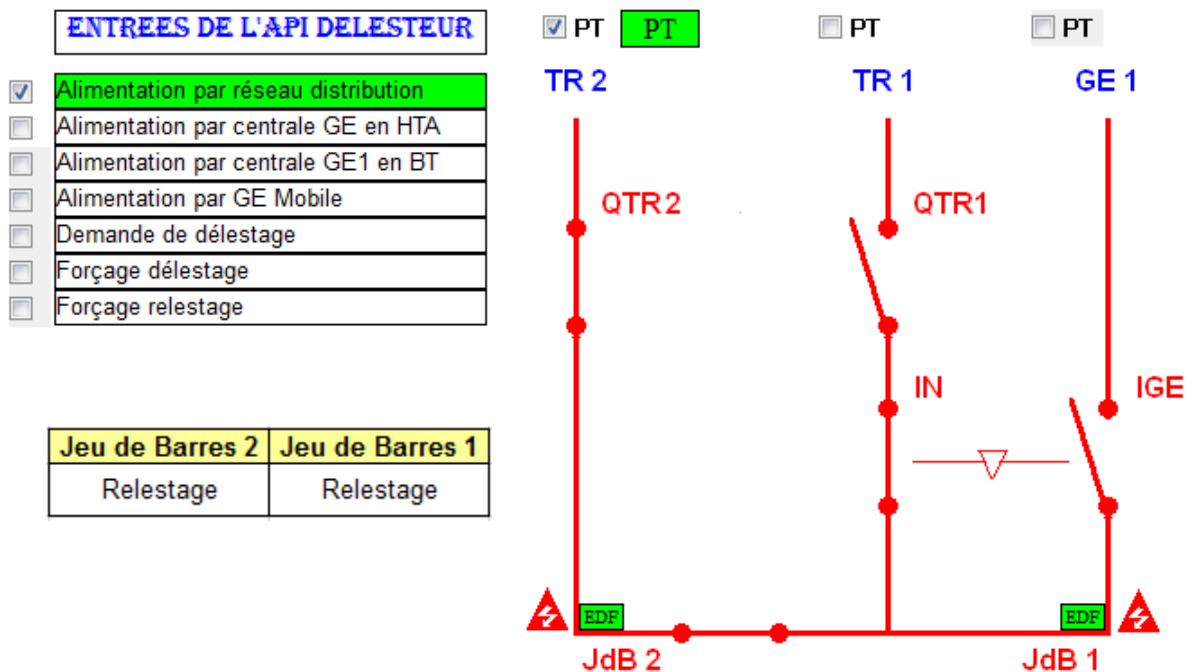 ENTREES DE L'API DELESTEUR
Alimentation par réseau distribution
Alimentation par centrale GE en HTA
Alimentation par centrale GE1 en BT
Alimentation par GE Mobile
Demande de délestage
Forçage délestage
Forçage relestage
Jeu de Barres 2 Jeu de Barres 1
Relestage Relestage
PT PT PT PT
TR 2 TR 1 GE 1
QTR2 QTR1
IN IGE
EDF EDF
JdB 2 JdB 1